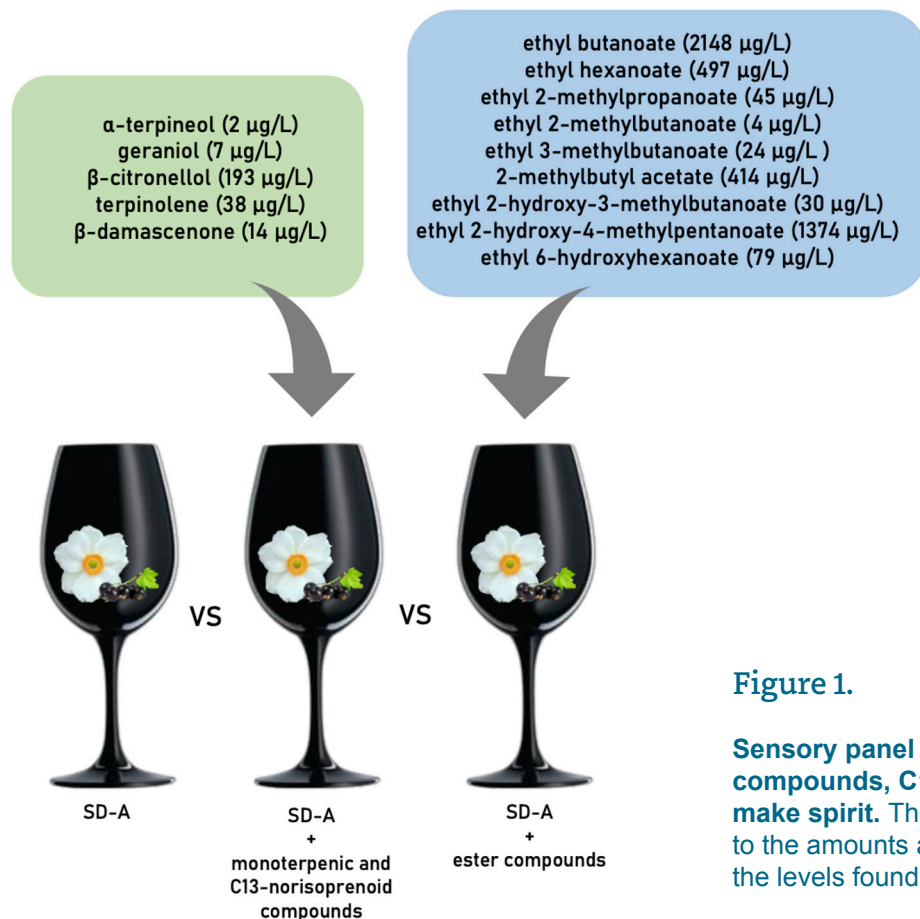 α-terpineol (2 µg/L)
geraniol (7 µg/L)
β-citronellol (193 µg/L)
terpinolene (38 µg/L)
β-damascenone (14 µg/L)
ethyl butanoate (2148 µg/L)
ethyl hexanoate (497 µg/L)
ethyl 2-methylpropanoate (45 µg/L)
ethyl 2-methylbutanoate (4 µg/L)
ethyl 3-methylbutanoate (24 µg/L )
2-methylbutyl acetate (414 µg/L)
ethyl 2-hydroxy-3-methylbutanoate (30 µg/L)
ethyl 2-hydroxy-4-methylpentanoate (1374 µg/L)
ethyl 6-hydroxyhexanoate (79 µg/L)
VS
VS
SD-A
SD-A
+
monoterpenic and
C13-norisoprenoid
compounds
SD-A
+
ester compounds
Figure 1.
Sensory panel
compounds,
make spirit.
to the amounts
the levels found